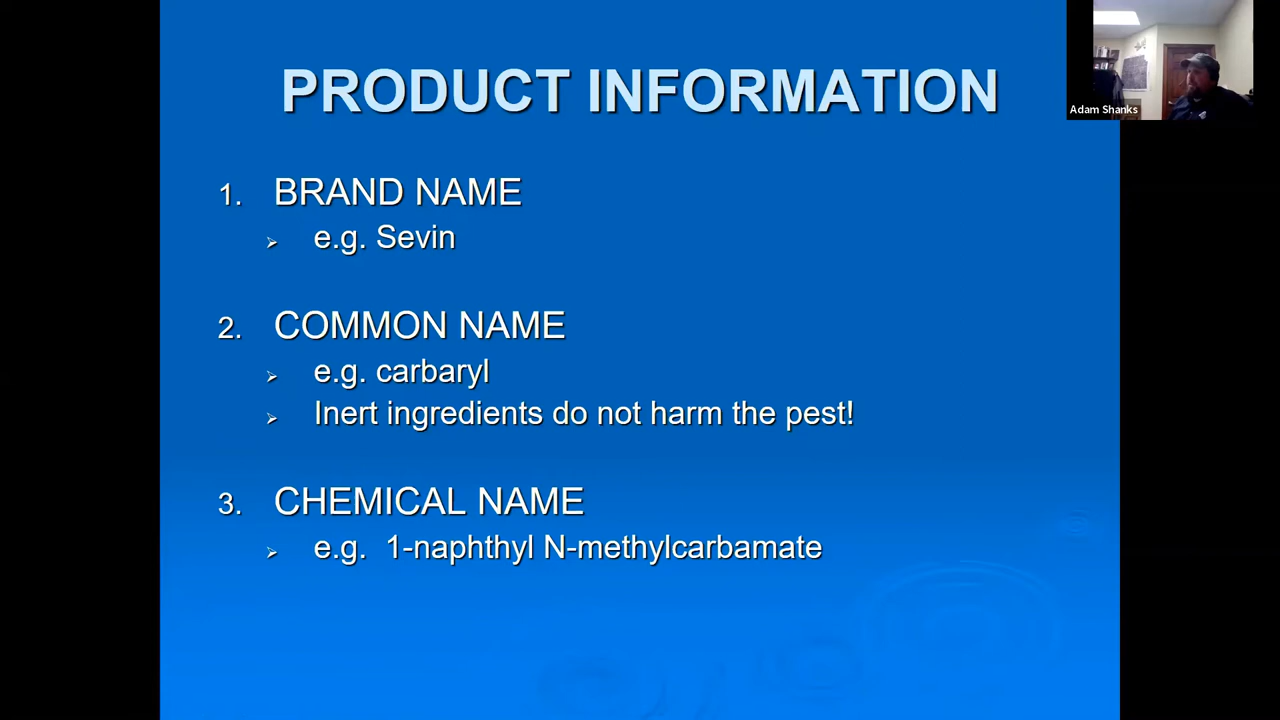 PRODUCT INFORMATION
Adam Shanks
1. BRAND NAME
➢ e.g. Sevin
2. COMMON NAME
➢ e.g. carbaryl
➢ Inert ingredients do not harm the pest!
3. CHEMICAL NAME
➢ e.g. 1-naphthyl N-methylcarbamate